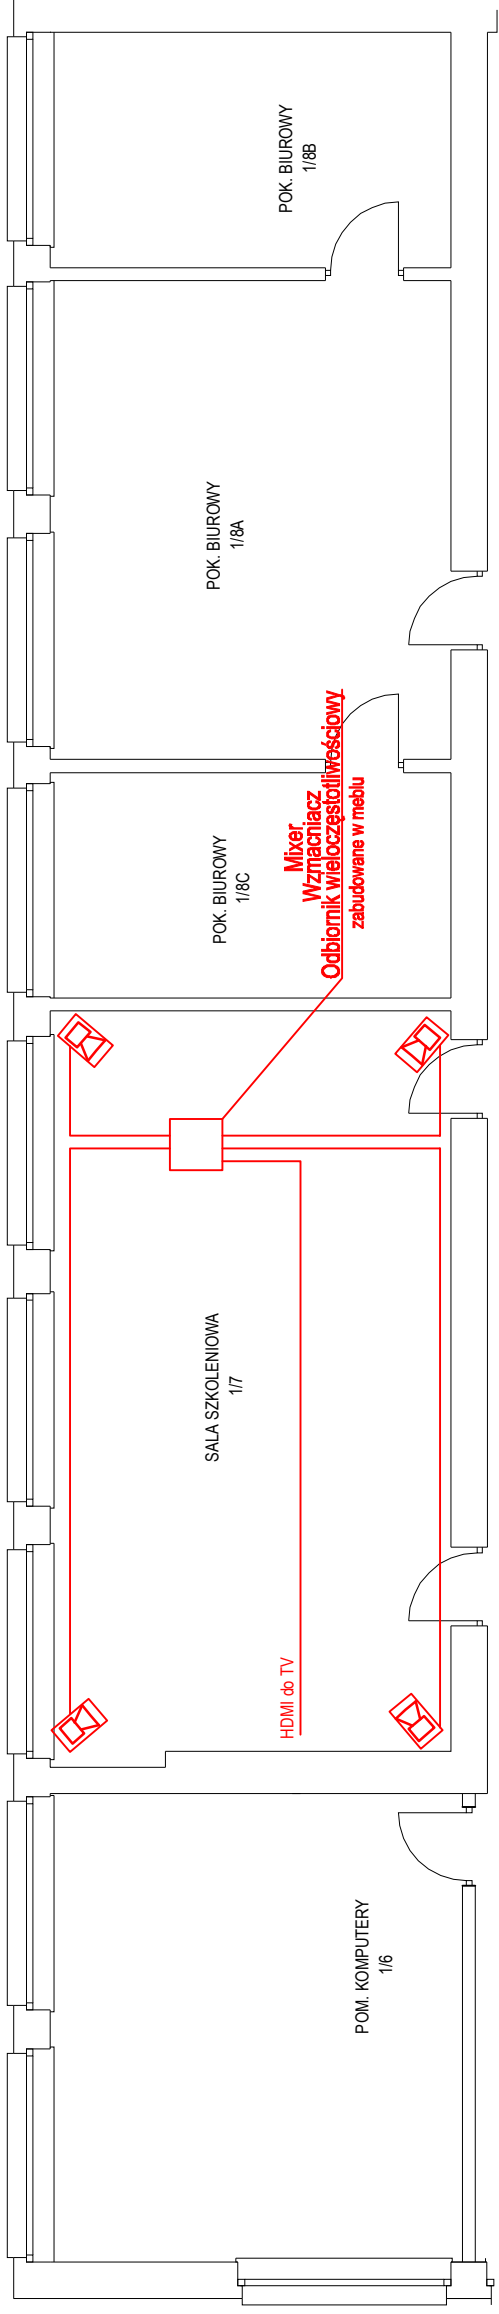 POK. BIUROWY
1/8B
POK. BIUROWY
1/8A
POK. BIUROWY
1/8C
Mixer
Wzmacniacz
Odbiornik wieloczęstotliwościowy
zabudowane w meblu
SALA SZKOLENIOWA
1/7
HDMI do TV
POM. KOMPUTERY
1/6